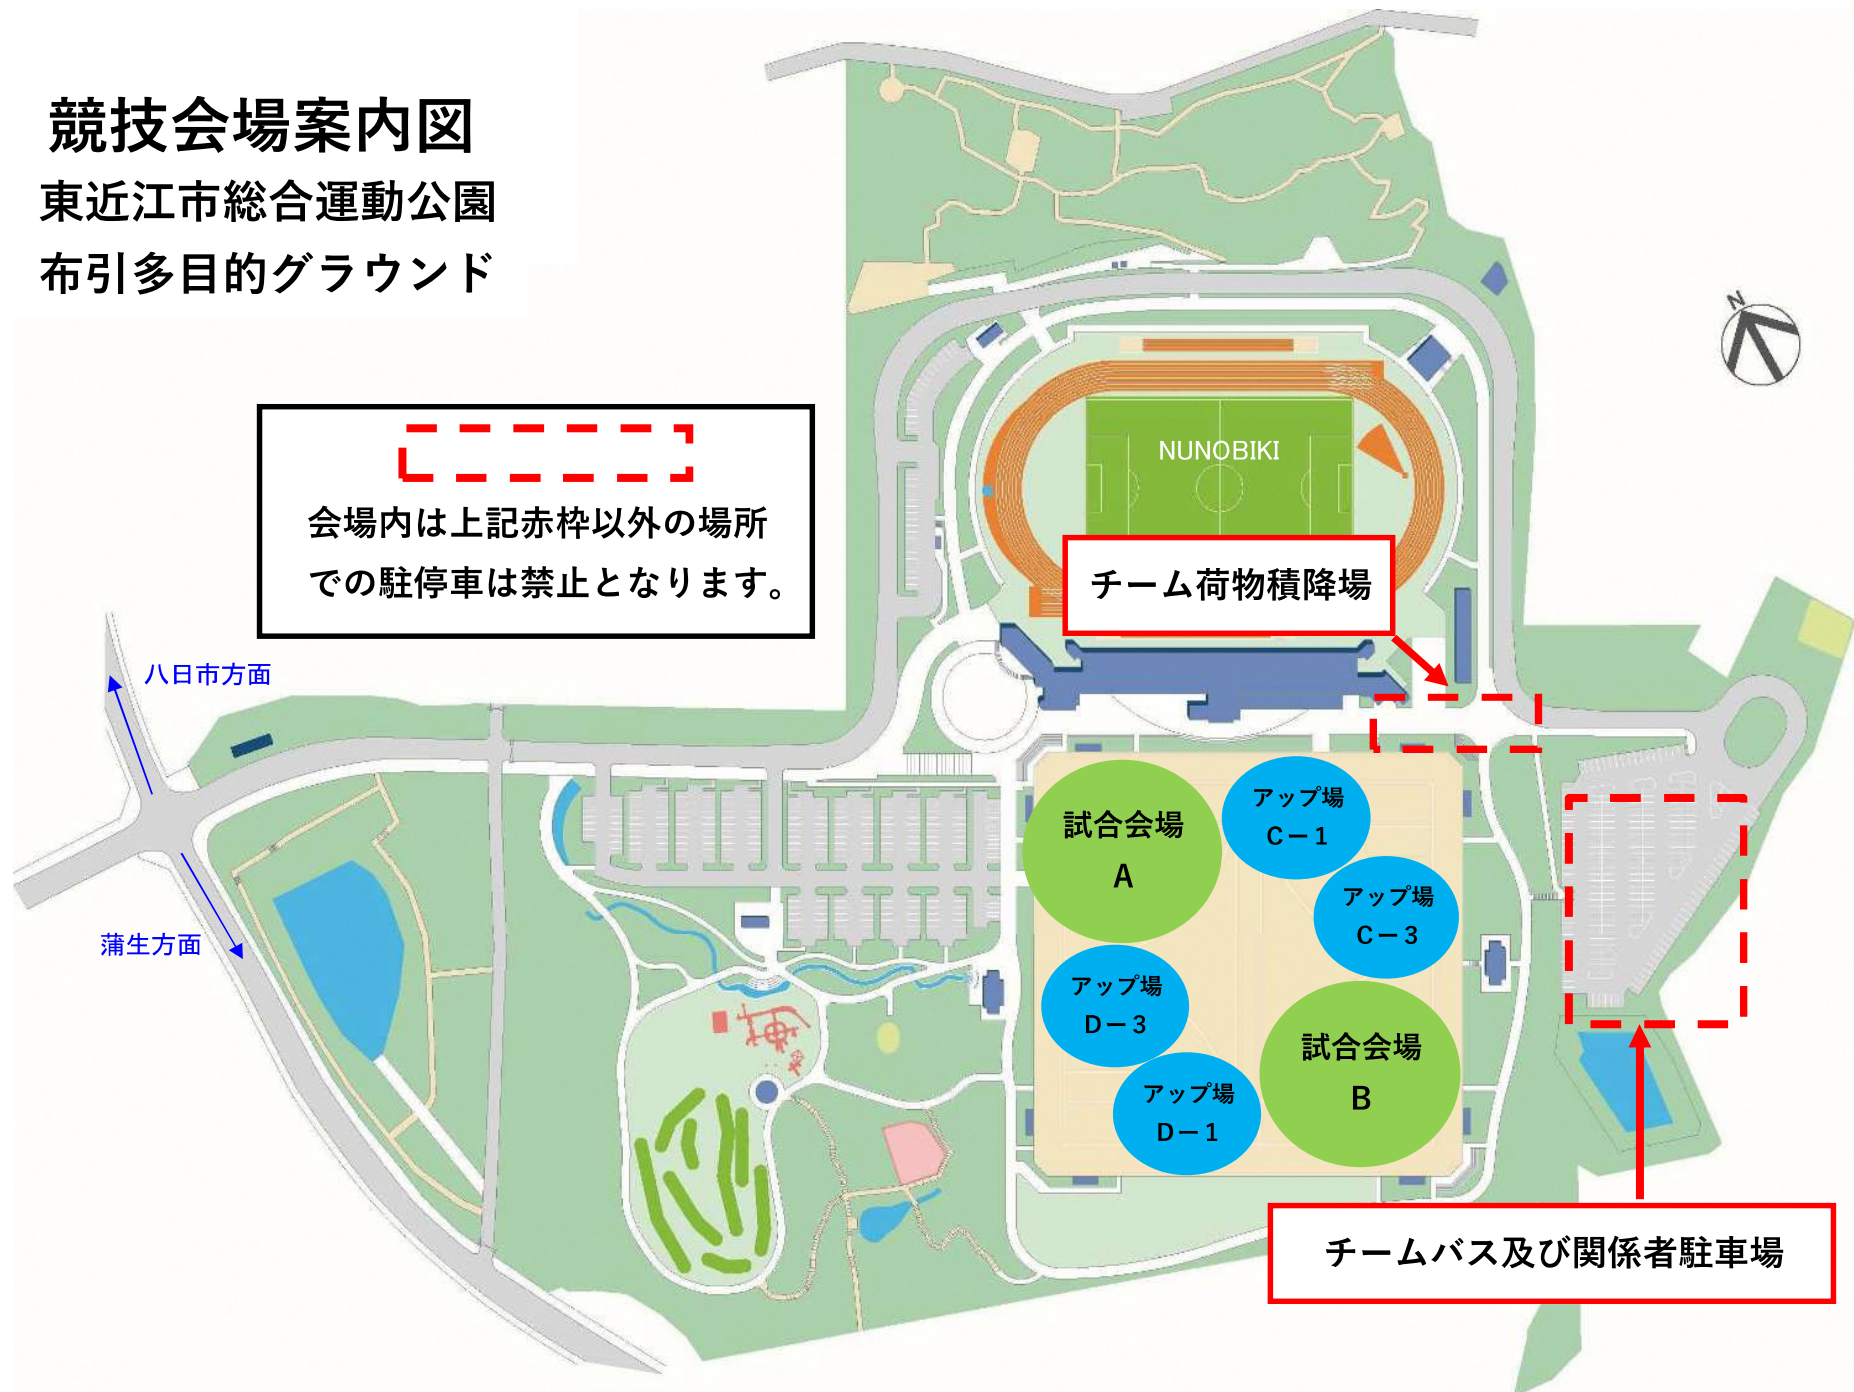 競技会場案内図
東近江市総合運動公園
布引多目的グラウンド
N
会場内は上記赤枠以外の場所
での駐停車は禁止となります。
NUNOBIKI
チーム荷物積降場
八日市方面
蒲生方面
試合会場
A
アップ場
C－1
アップ場
C－3
アップ場
D－3
アップ場
D－1
試合会場
B
チームバス及び関係者駐車場